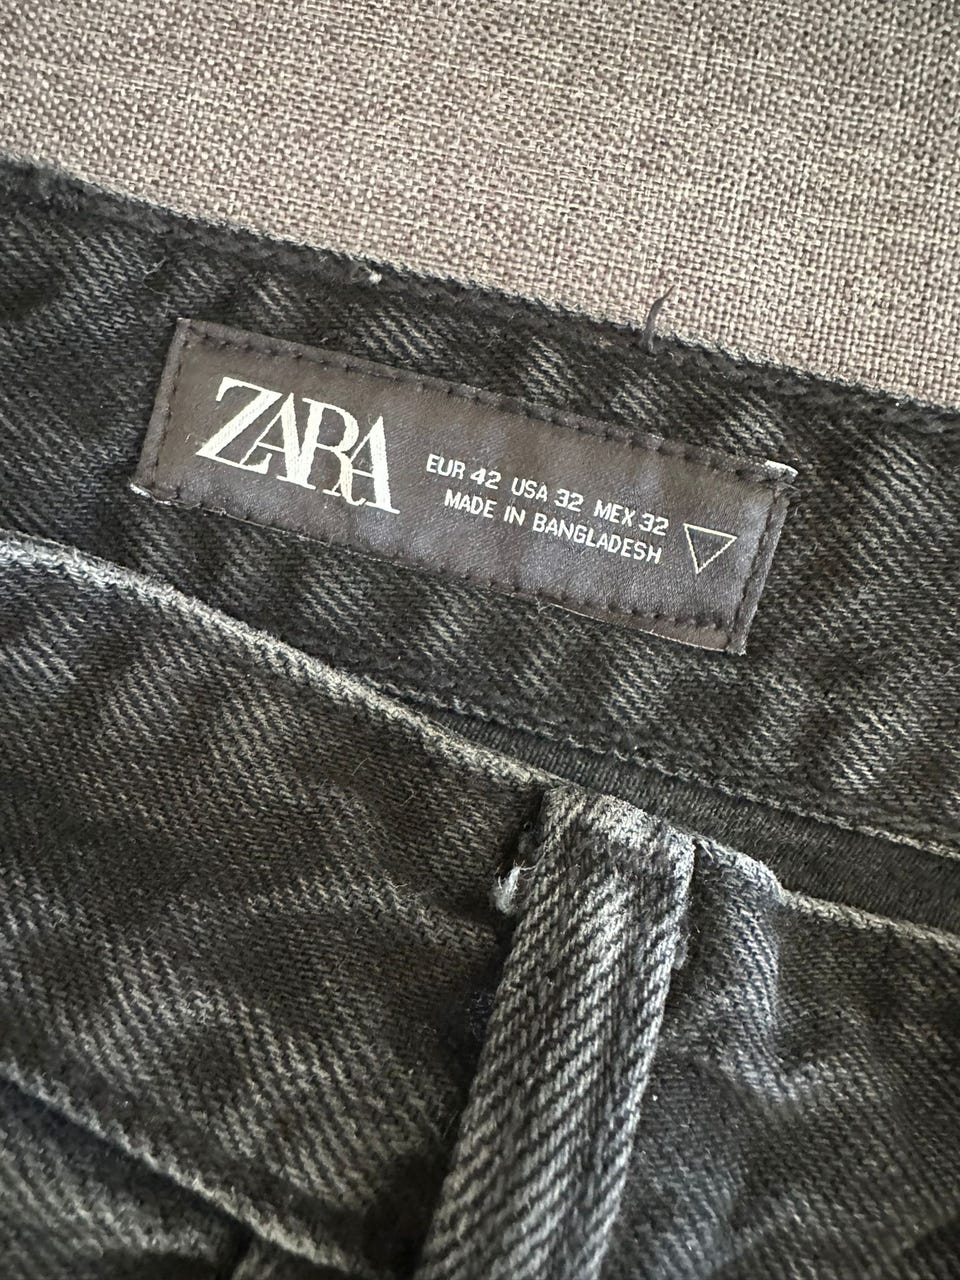 ZARA
EUR 42 USA 32 MEX 32
MADE IN BANGLADESH